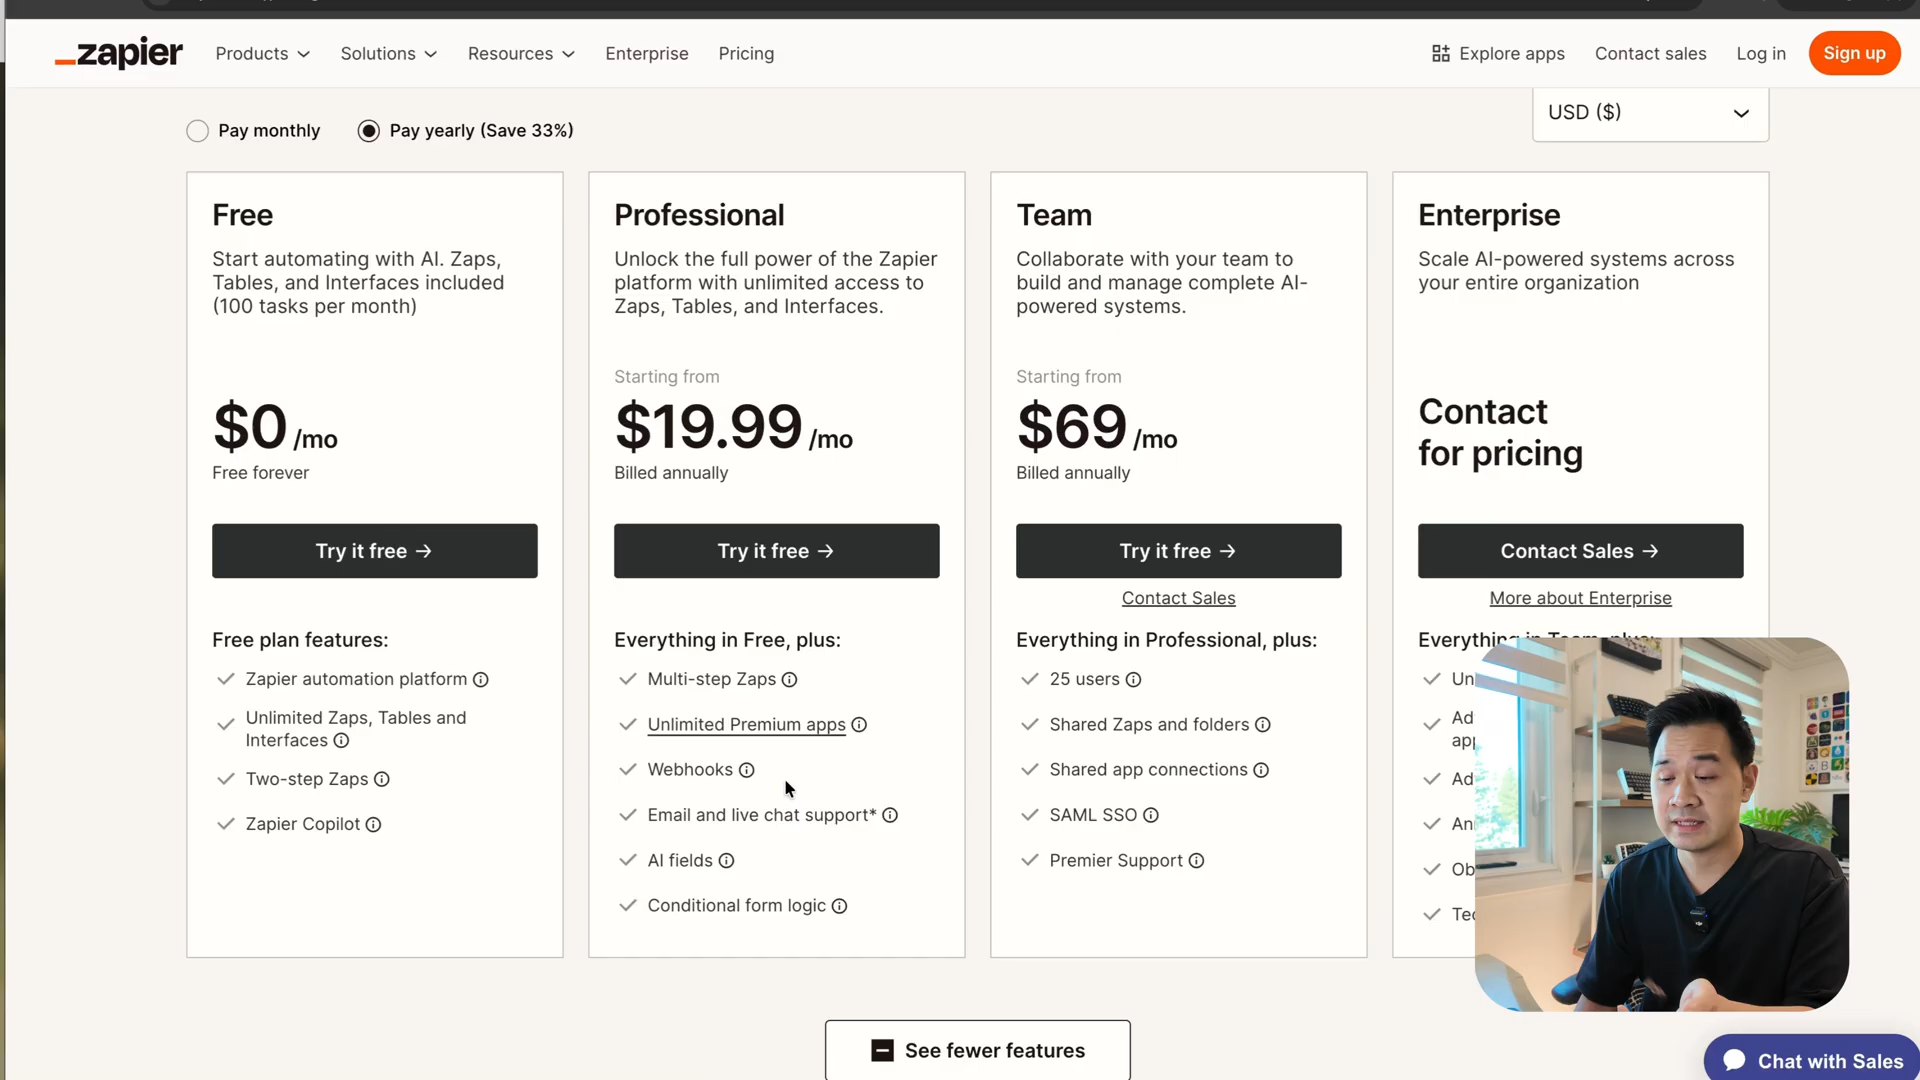 zapier
Products
Solutions
Resources
Enterprise
Pricing
Explore apps
Contact sales
Log in
Sign up
Pay monthly
Pay yearly (Save 33%)
USD ($)
Free
Start automating with AI. Zaps,
Tables, and Interfaces included
(100 tasks per month)
$0 /mo
Free forever
Try it free →
Free plan features:
Zapier automation platform
Unlimited Zaps, Tables and
Interfaces
Two-step Zaps
Zapier Copilot
Professional
Unlock the full power of the Zapier
platform with unlimited access to
Zaps, Tables, and Interfaces.
Starting from
$19.99 /mo
Billed annually
Try it free →
Everything in Free, plus:
Multi-step Zaps
Unlimited Premium apps
Webhooks
Email and live chat support*
AI fields
Conditional form logic
Team
Collaborate with your team to
build and manage complete AI-
powered systems.
Starting from
$69 /mo
Billed annually
Try it free →
Contact Sales
Everything in Professional, plus:
25 users
Shared Zaps and folders
Shared app connections
SAML SSO
Premier Support
Enterprise
Scale AI-powered systems across
your entire organization
Contact
for pricing
Contact Sales →
More about Enterprise
Everything in Team, plus:
See fewer features
Chat with Sales